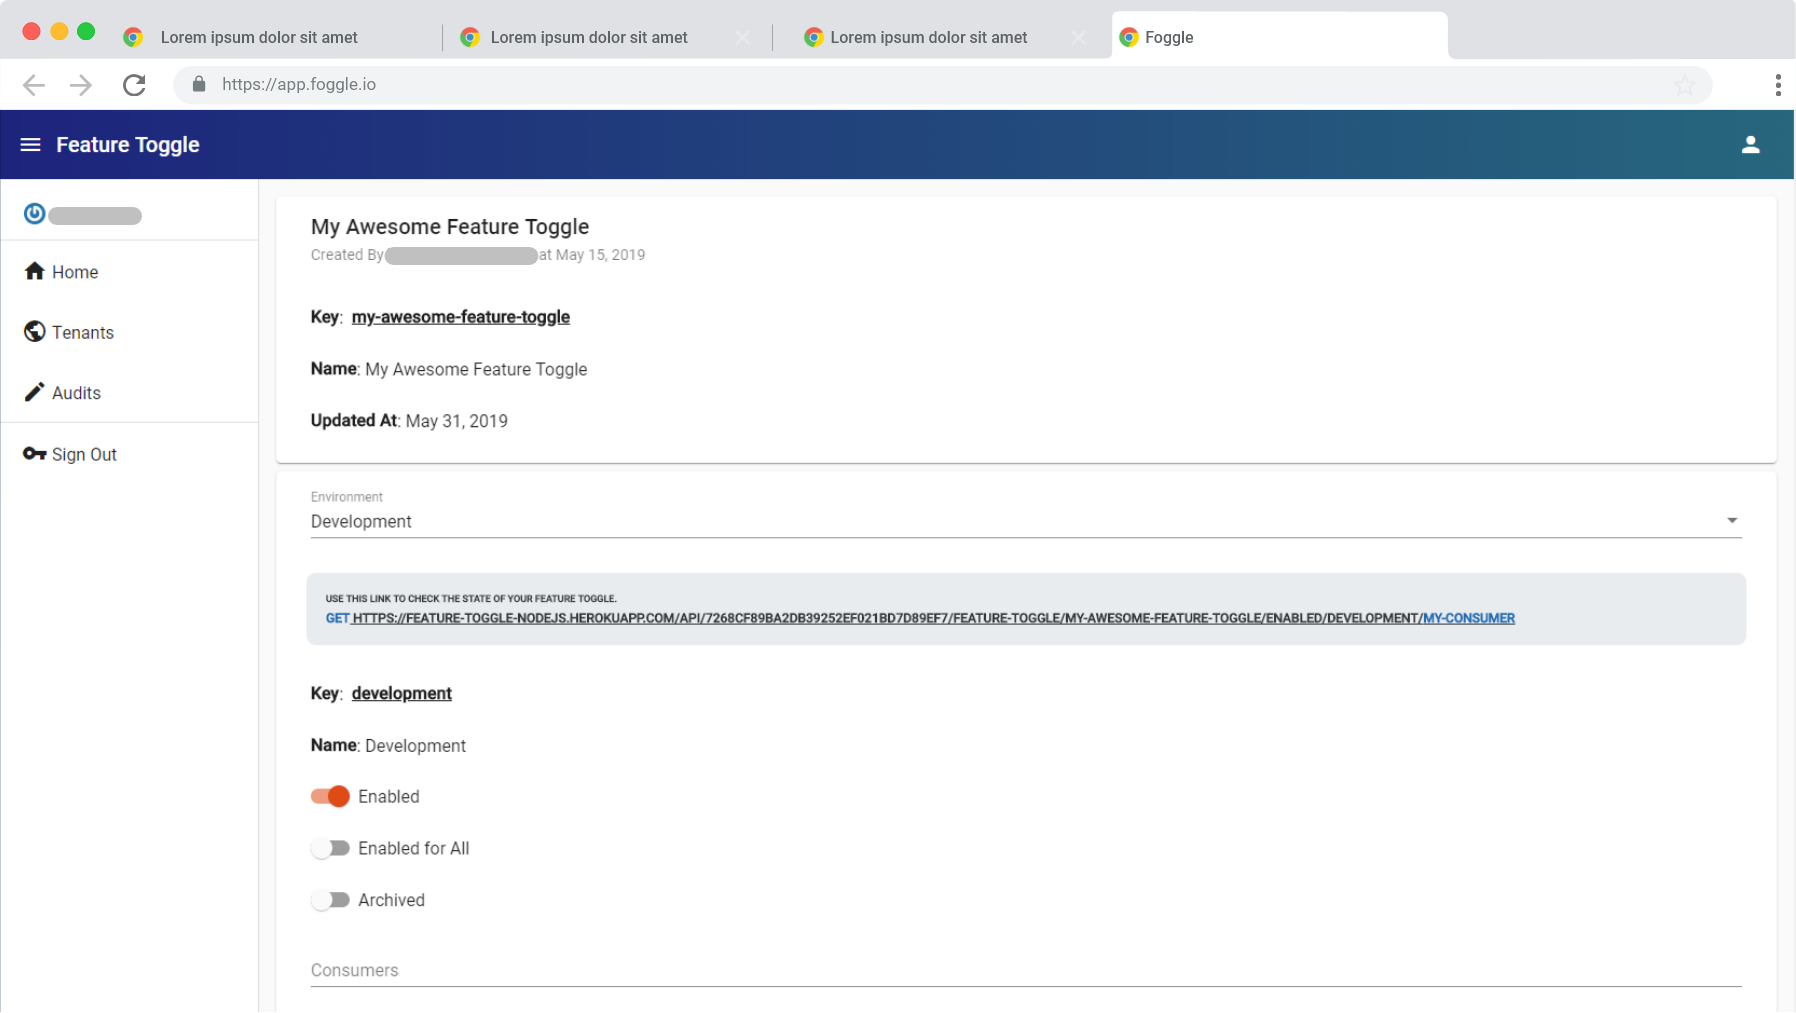 Lorem ipsum dolor sit amet
Lorem ipsum dolor sit amet
Lorem ipsum dolor sit amet
Foggle
https://app.foggle.io
Feature Toggle
Home
Tenants
Audits
Sign Out
My Awesome Feature Toggle
Created By at May 15, 2019
Key: my-awesome-feature-toggle
Name: My Awesome Feature Toggle
Updated At: May 31, 2019
Environment
Development
USE THIS LINK TO CHECK THE STATE OF YOUR FEATURE TOGGLE.
GET HTTPS://FEATURE-TOGGLE-NODEJS.HEROKUAPP.COM/API/7268CF89BA2DB39252EF021BD7D89EF7/FEATURE-TOGGLE/MY-AWESOME-FEATURE-TOGGLE/ENABLED/DEVELOPMENT/MY-CONSUMER
Key: development
Name: Development
Enabled
Enabled for All
Archived
Consumers